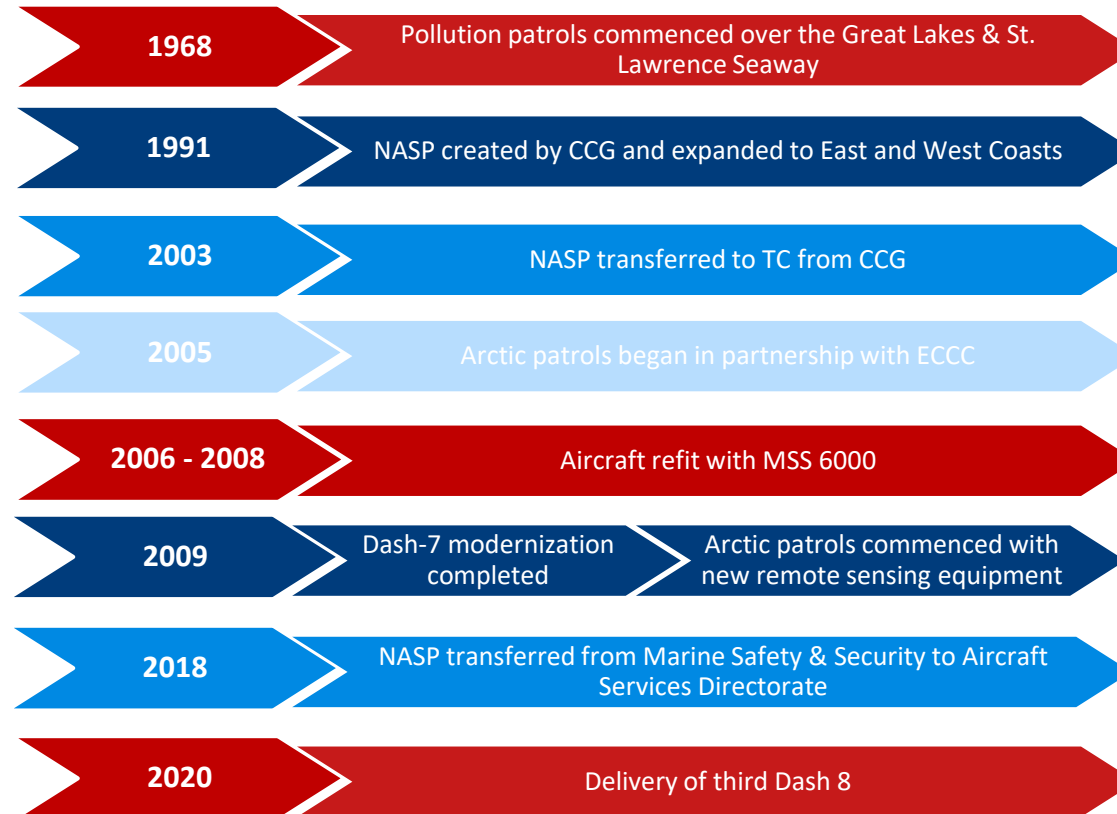 1968
Pollution patrols commenced over the Great Lakes & St.
Lawrence Seaway
1991
NASP created by CCG and expanded to East and West Coasts
2003
NASP transferred to TC from CCG
2005
Arctic patrols began in partnership with ECCC
2006 - 2008
Aircraft refit with MSS 6000
2009
Dash-7 modernization
completed
Arctic patrols commenced with
new remote sensing equipment
2018
NASP transferred from Marine Safety & Security to Aircraft
Services Directorate
2020
Delivery of third Dash 8